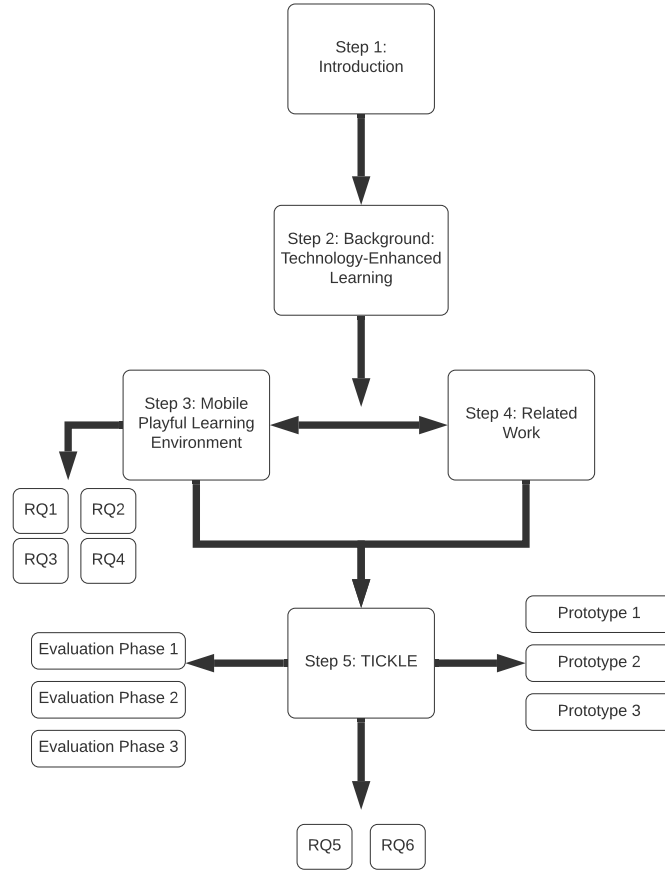 Step 1:
Introduction
Step 2: Background:
Technology-Enhanced
Learning
Step 3: Mobile
Playful Learning
Environment
Step 4: Related
Work
RQ1
RQ2
RQ3
RQ4
Step 5: TICKLE
Evaluation Phase 1
Evaluation Phase 2
Evaluation Phase 3
Prototype 1
Prototype 2
Prototype 3
RQ5
RQ6